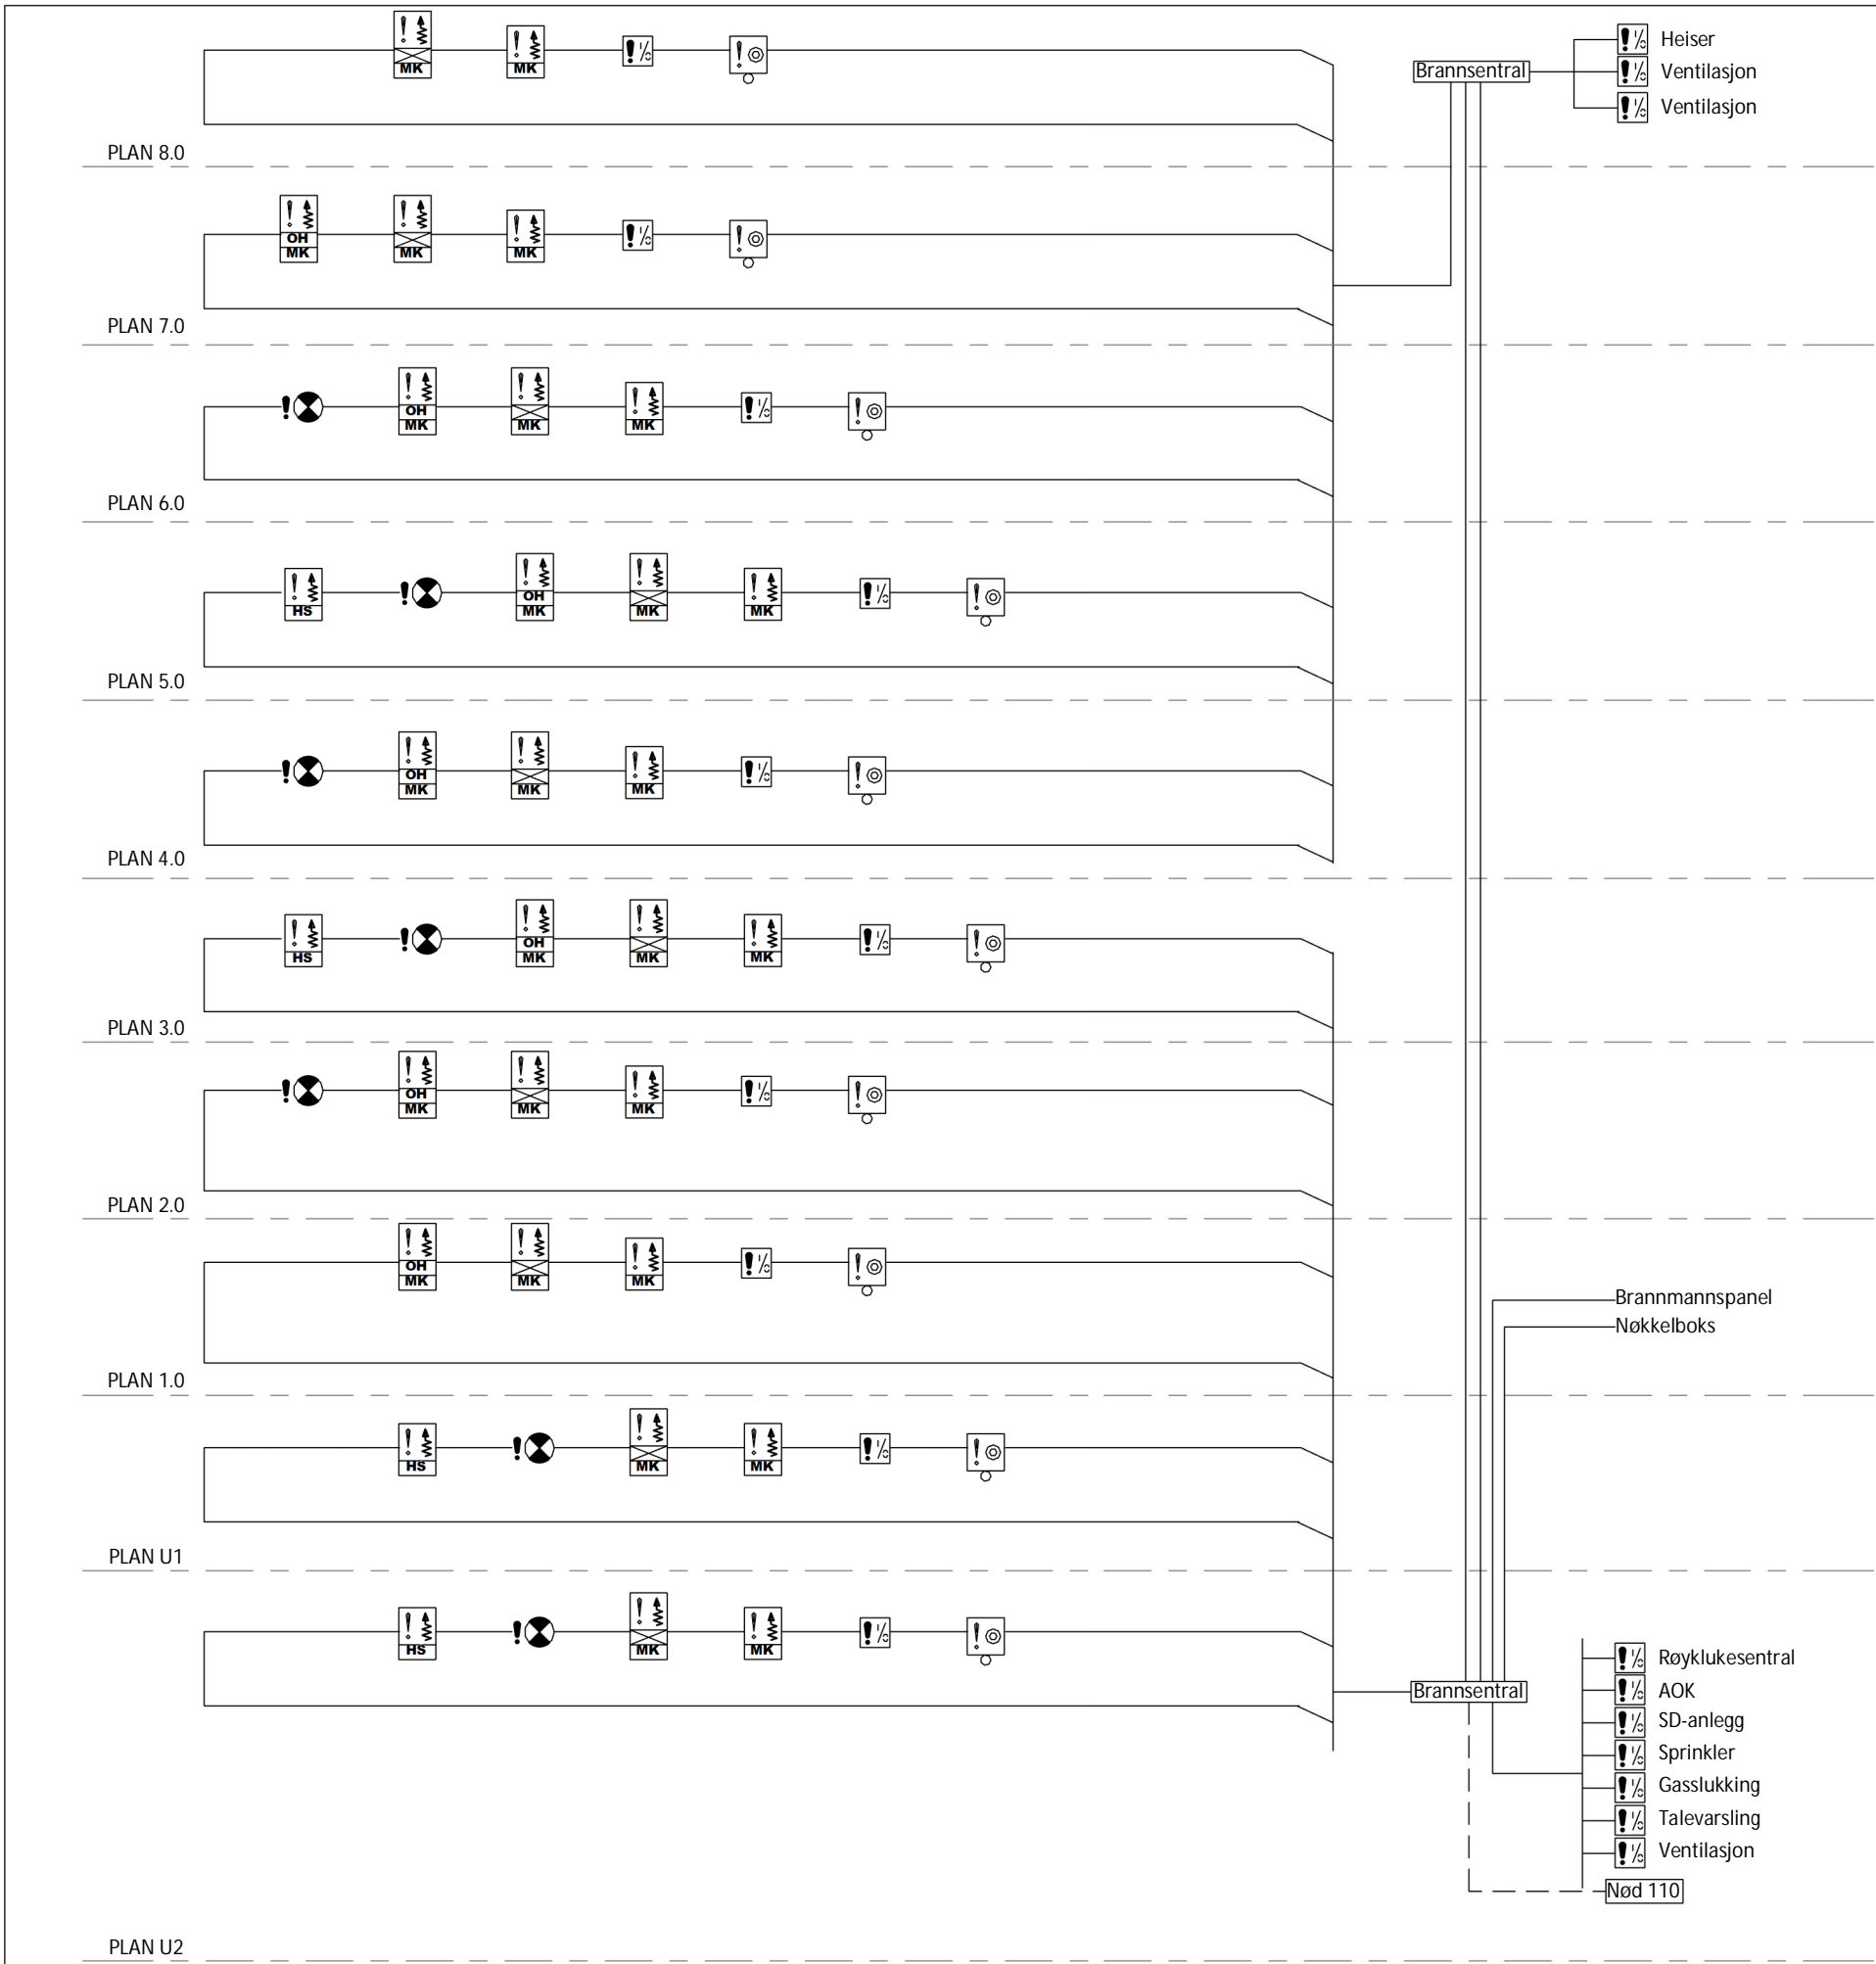 MK
MK
Brannsentral
Heiser
Ventilasjon
Ventilasjon
PLAN 8.0
OH
MK
MK
MK
PLAN 7.0
OH
MK
MK
MK
PLAN 6.0
HS
OH
MK
MK
MK
PLAN 5.0
OH
MK
MK
MK
PLAN 4.0
HS
OH
MK
MK
MK
PLAN 3.0
OH
MK
MK
MK
PLAN 2.0
OH
MK
MK
MK
Brannmannspanel
Nøkkelboks
PLAN 1.0
HS
MK
MK
PLAN U1
HS
MK
MK
Brannsentral
Røyklukesentral
AOK
SD-anlegg
Sprinkler
Gasslukking
Talevarsling
Ventilasjon
Nød 110
PLAN U2